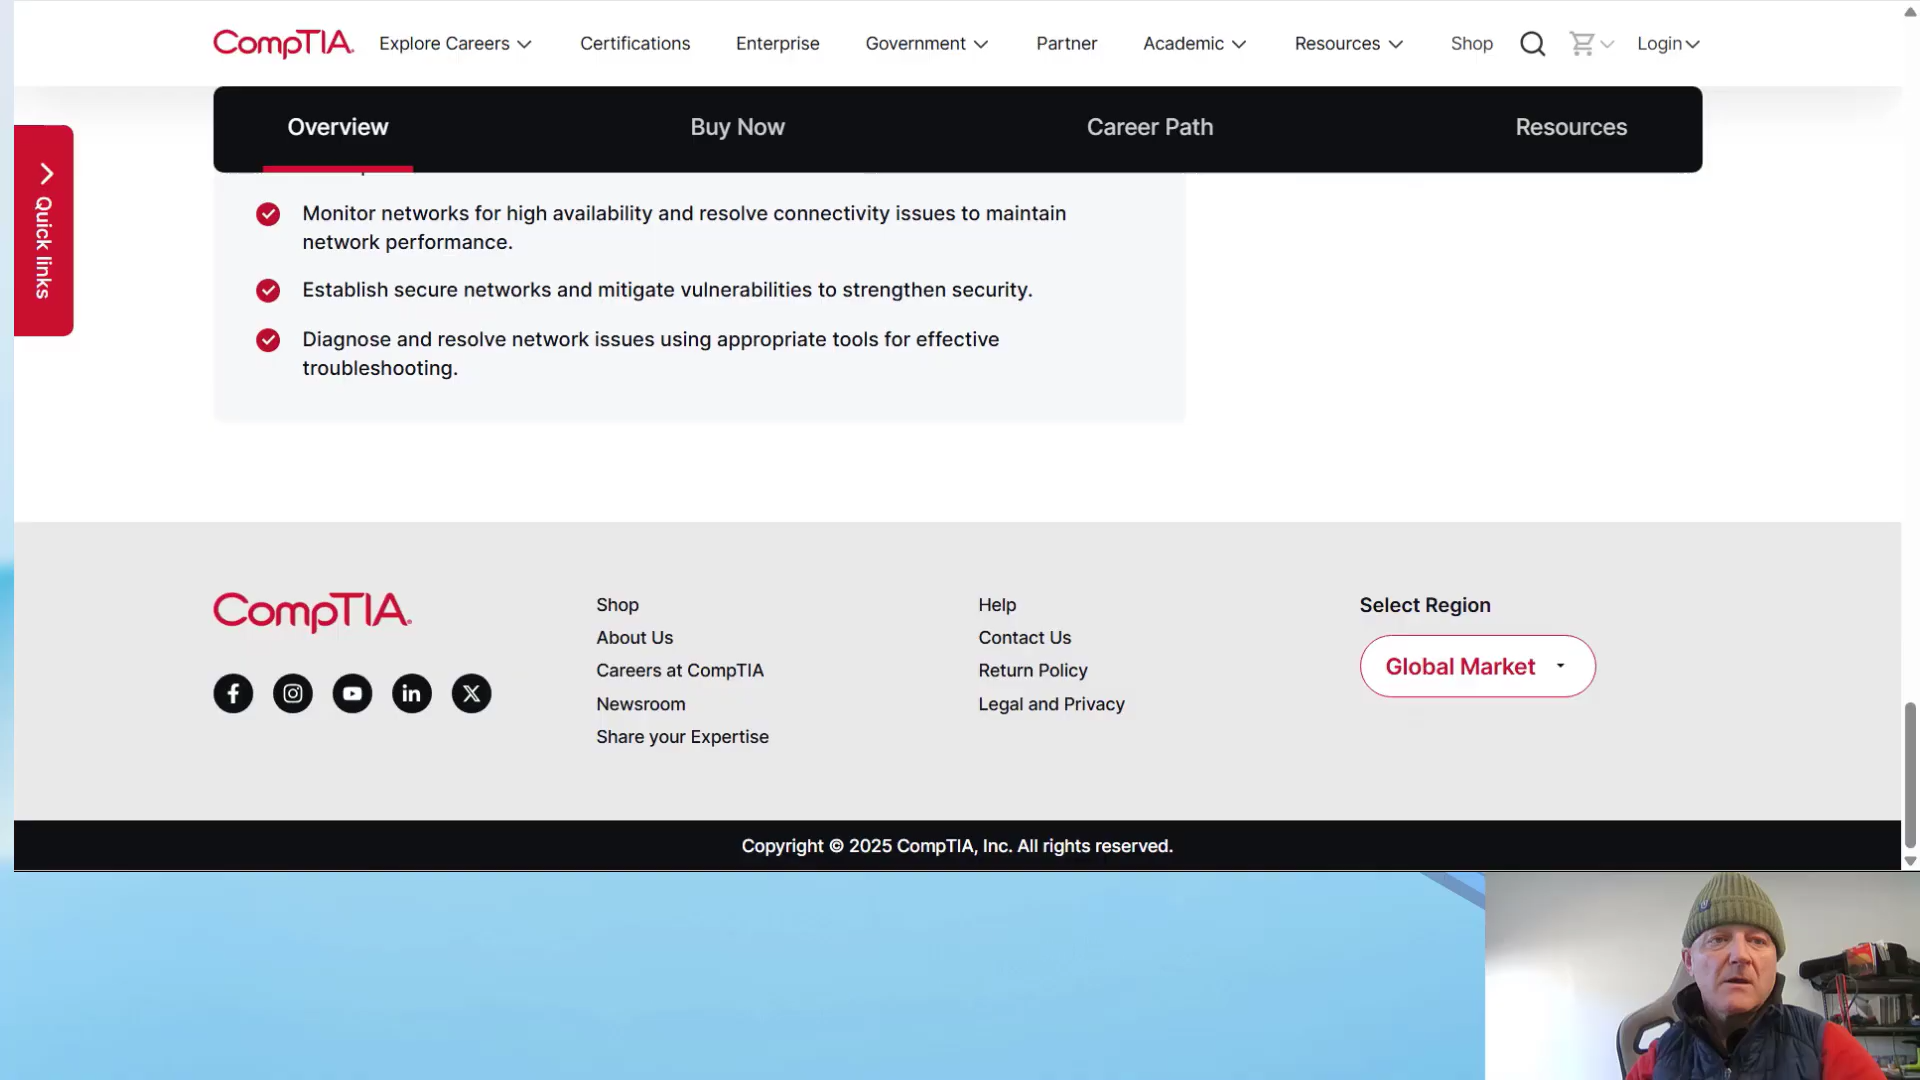 CompTIA.
Explore Careers
Certifications
Enterprise
Government
Partner
Academic
Resources
Shop
Login
Overview
Buy Now
Career Path
Resources
Quick links
Monitor networks for high availability and resolve connectivity issues to maintain
network performance.
Establish secure networks and mitigate vulnerabilities to strengthen security.
Diagnose and resolve network issues using appropriate tools for effective
troubleshooting.
CompTIA.
Shop
About Us
Careers at CompTIA
Newsroom
Share your Expertise
Help
Contact Us
Return Policy
Legal and Privacy
Select Region
Global Market
Copyright © 2025 CompTIA, Inc. All rights reserved.